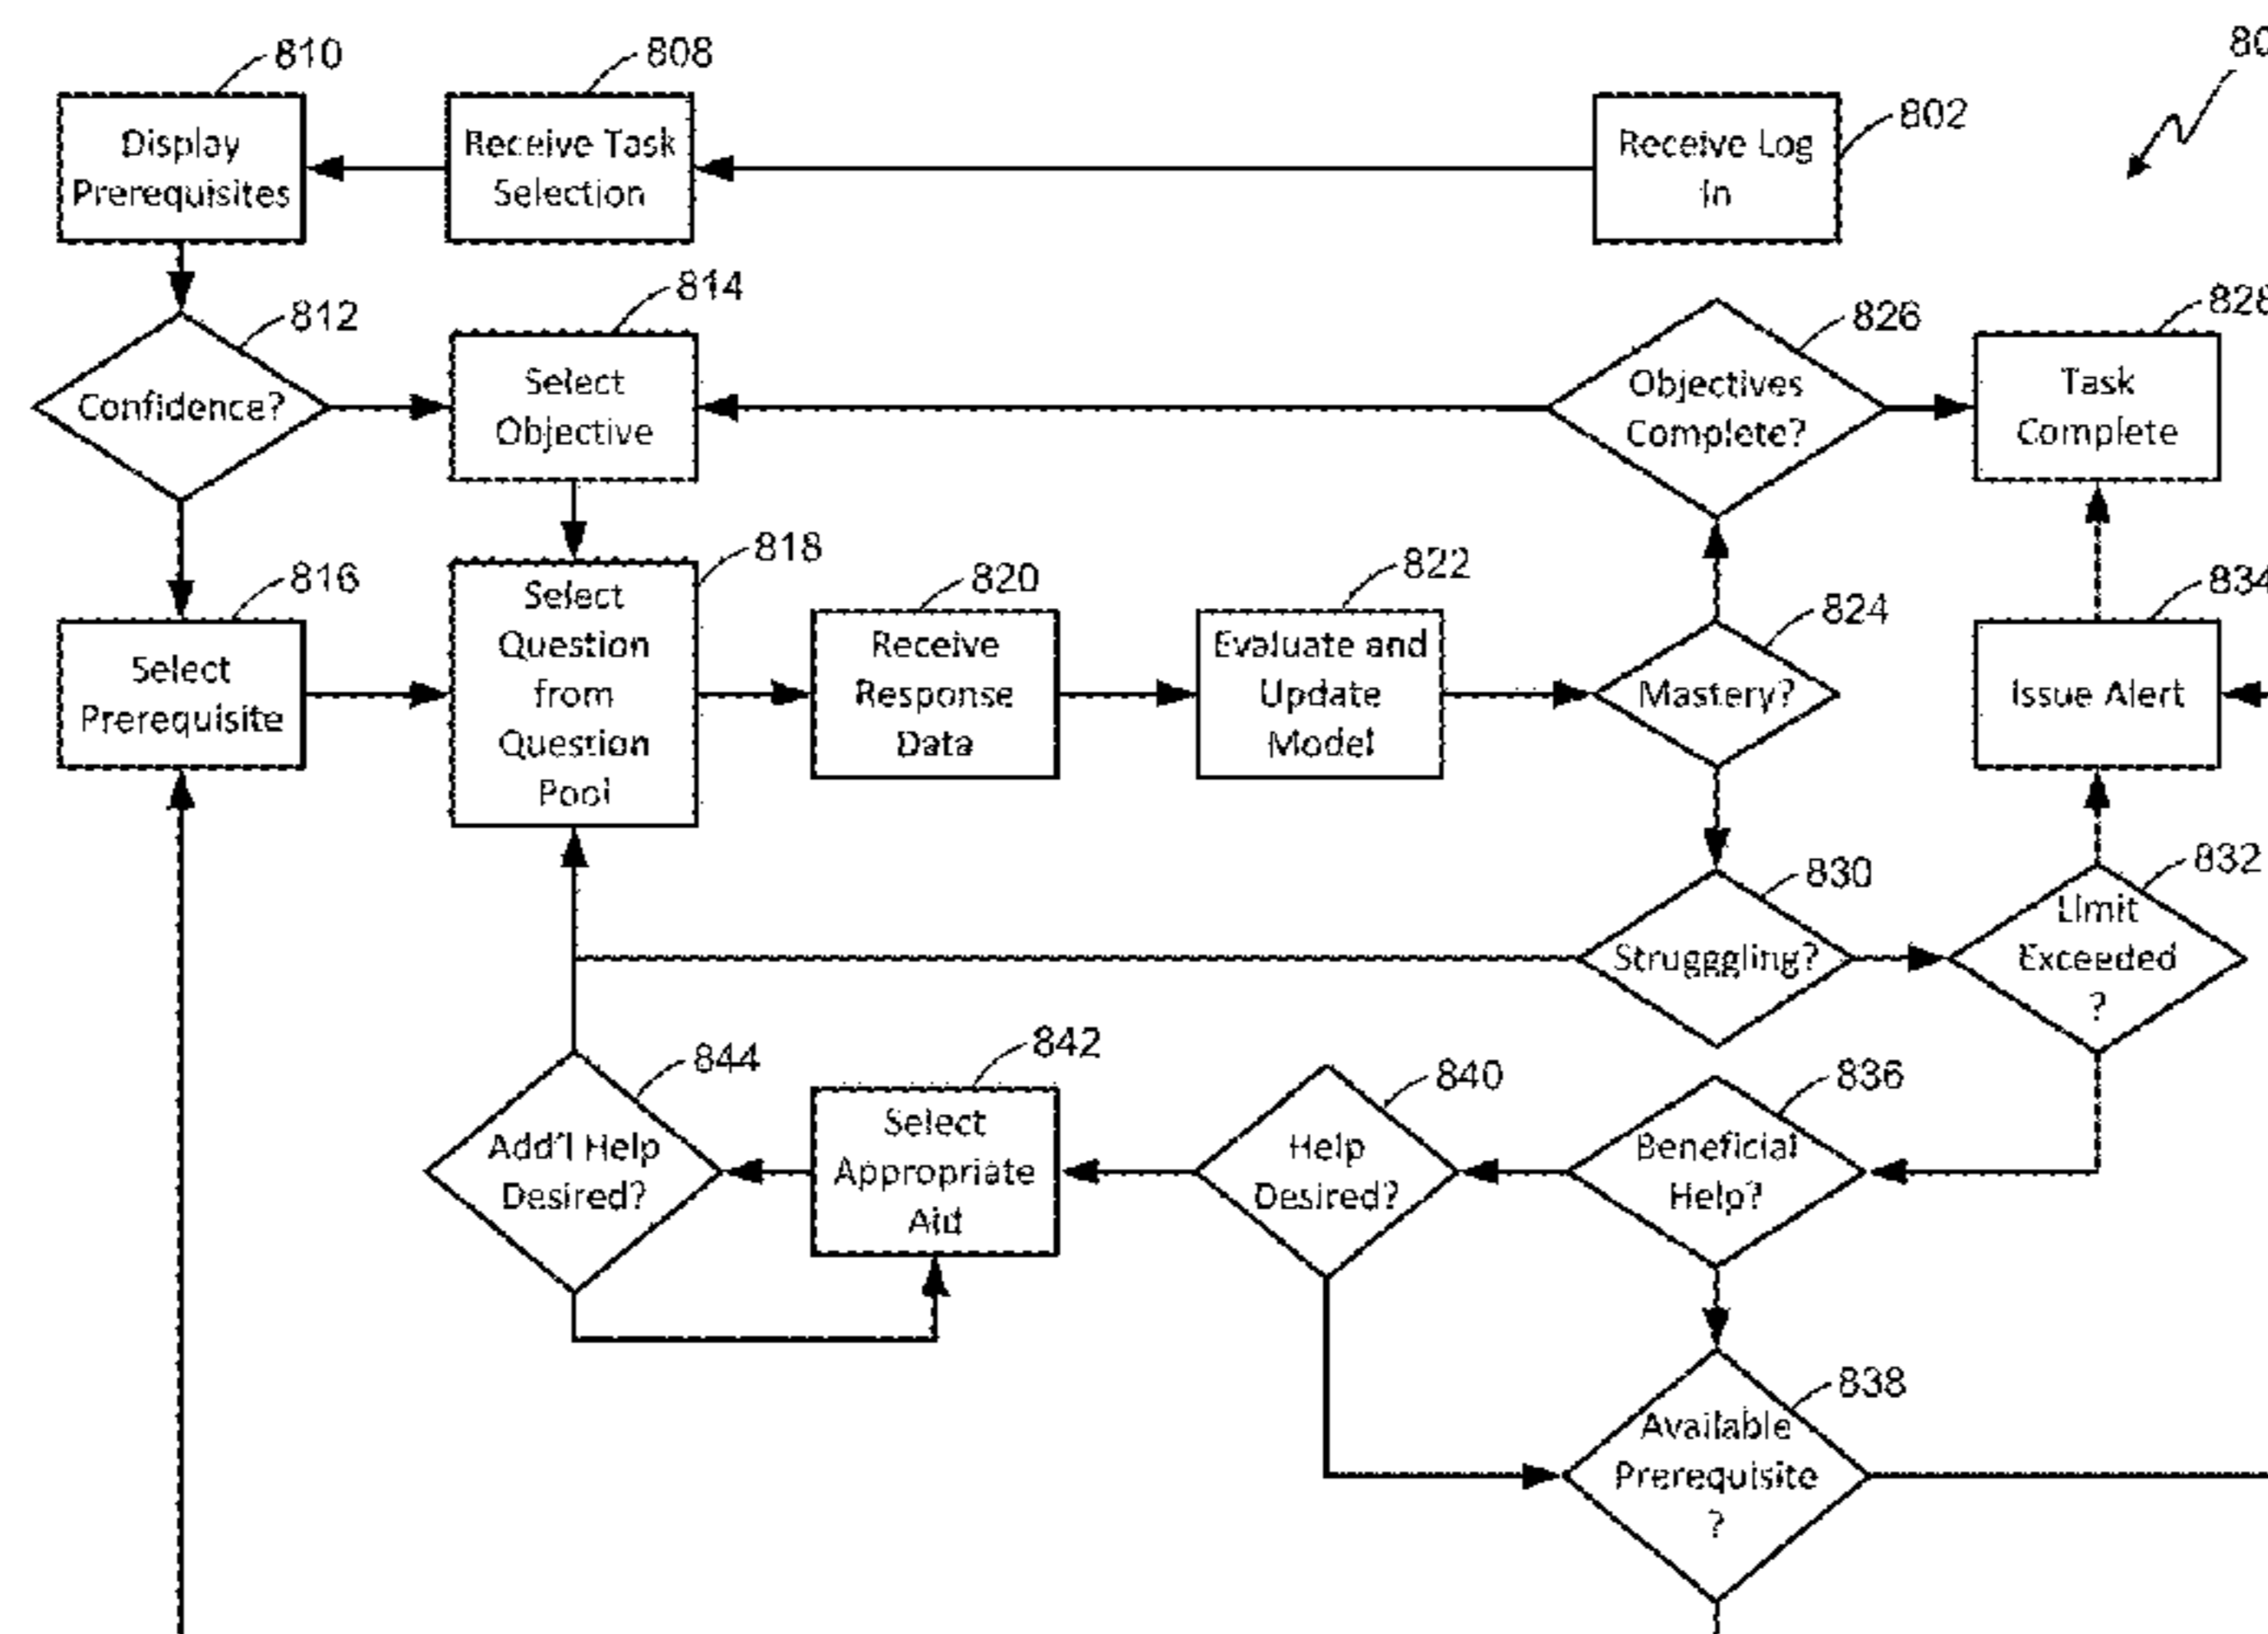 810
808
802
80
Display
Prerequisites
Receive Task
Selection
Receive Log
In
812
814
826
828
Confidence?
Select
Objective
Objectives
Complete?
Task
Complete
816
818
820
822
824
834
Select
Prerequisite
Select
Question
from
Question
Pool
Receive
Response
Data
Evaluate and
Update
Model
Mastery?
Issue Alert
830
832
Strugggling?
Limit
Exceeded
?
844
842
840
836
Add'l Help
Desired?
Select
Appropriate
Aid
Help
Desired?
Beneficial
Help?
838
Available
Prerequisite
?